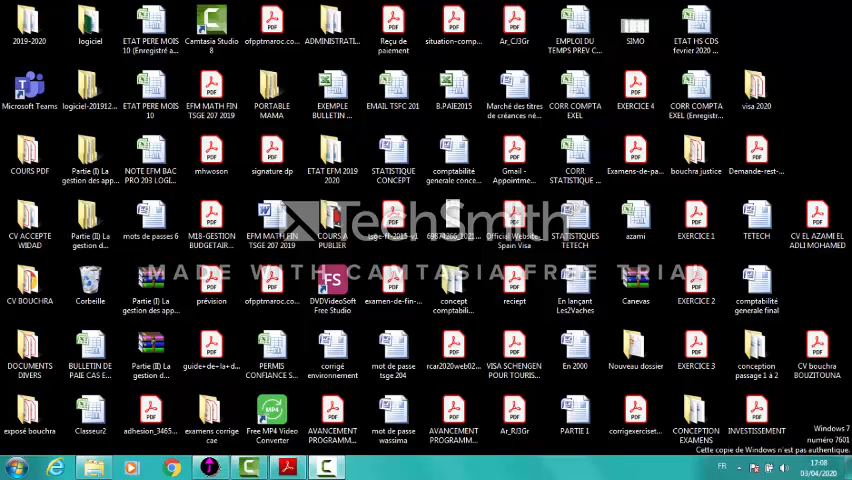 2019-2020
logiciel
ETAT PERE MOIS
10 (Enregistré a...
Camtasia Studio
8
ofpptmaroc.co...
ADMINISTRATI...
Reçu de
paiement
situation-comp...
Ar_CJ3Gr
EMPLOI DU
TEMPS PREV C...
SIMO
ETAT HS CDS
fevrier 2020 ...
Microsoft Teams
logiciel-201912...
ETAT PERE MOIS
10
EFM MATH FIN
TSGE 207 2019
PORTABLE
MAMA
EXEMPLE
BULLETIN ...
EMAIL TSFC 201
B.PAIE2015
Marché des titres
de créances né...
CORR COMPTA
EXEL
EXERCICE 4
CORR COMPTA
EXEL (Enregistr...
visa 2020
COURS PDF
Partie (I) La
gestion des app...
NOTE EFM BAC
PRO 203 LOGI...
mhwoson
signature dp
ETAT EFM 2019
2020
STATISTIQUE
CONCEPT
comptabilité
generale conce...
Gmail -
Appointme...
CORR
STATISTIQUE ...
Examens-de-pa...
bouchra justice
Demande-rest-...
TechSmith
CV ACCEPTE
WIDAD
Partie (II) La
gestion d...
mots de passes 6
M18-GESTION
BUDGETAIR...
EFM MATH FIN
TSGE 207 2019
COURS A
PUBLIER
tsge-ff-2015-v1
Official Website
Spain Visa
STATISTIQUES
TETECH
azami
EXERCICE 1
TETECH
CV EL AZAMI EL
ADLI MOHAMED
MADE WITH CAMTASIA FREE TRIAL
CV BOUCHRA
Corbeille
Partie (I) La
gestion des app...
prévision
ofpptmaroc.co...
DVDVideoSoft
Free Studio
examen-de-fin-...
concept
comptabili...
reciept
En lançant
Les2Vaches
Canevas
EXERCICE 2
comptabilité
generale final
DOCUMENTS
DIVERS
BULLETIN DE
PAIE CAS E...
Partie (II) La
gestion d...
guide+de+la+d...
PERMIS
CONFIANCE S...
corrigé
environnement
mot de passe
tsge 204
rcar2020web02...
VISA SCHENGEN
POUR TOURIS...
En 2000
Nouveau dossier
EXERCICE 3
conception
passage 1 à 2
CV bouchra
BOUZITOUNA
exposé bouchra
Classeur2
adhesion_3465...
examens corrige
cae
Free MP4 Video
Converter
AVANCEMENT
PROGRAMM...
mot de passe
wassima
AVANCEMENT
PROGRAMM...
Ar_RJ3Gr
PARTIE 1
corrigexerciset...
CONCEPTION
EXAMENS
INVESTISSEMENT
Windows 7
numéro 7601
Cette copie de Windows n'est pas authentique.
FR
17:08
03/04/2020